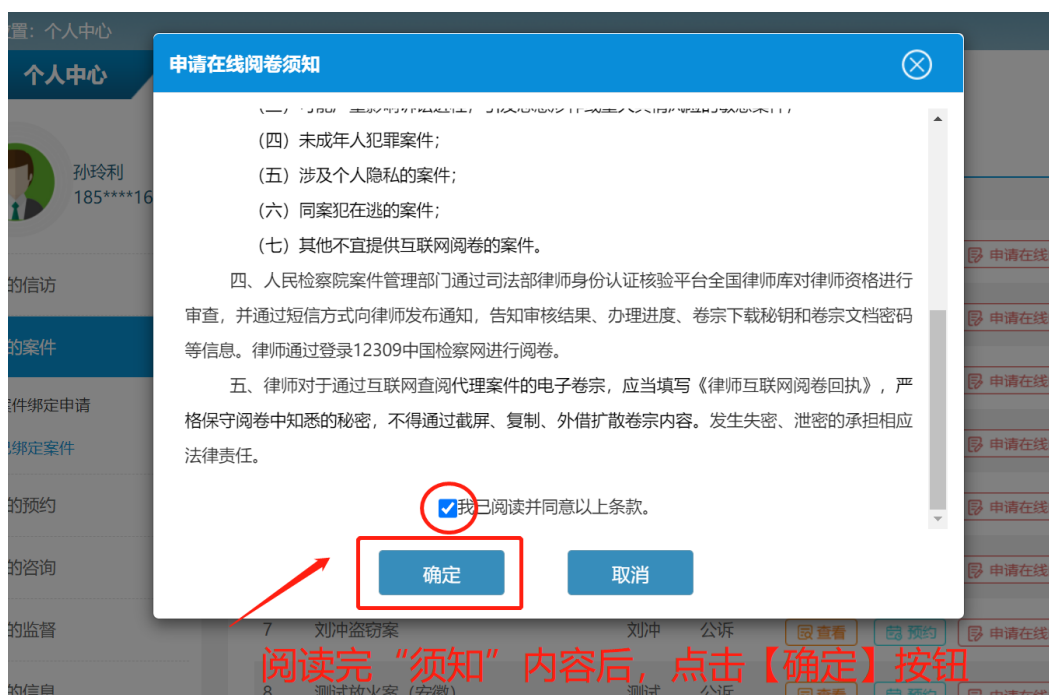 置：个人中心
个人中心
孙玲利
185****16
的信访
的案件
件绑定申请
绑定案件
的预约
的咨询
的监督
的信息
申请在线阅卷须知
（四）未成年人犯罪案件；
（五）涉及个人隐私的案件；
（六）同案犯在逃的案件；
（七）其他不宜提供互联网阅卷的案件。
四、人民检察院案件管理部门通过司法部律师身份认证核验平台全国律师库对律师资格进行
审查，并通过短信方式向律师发布通知，告知审核结果、办理进度、卷宗下载秘钥和卷宗文档密码
等信息。律师通过登录12309中国检察网进行阅卷。
五、律师对于通过互联网查阅代理案件的电子卷宗，应当填写《律师互联网阅卷回执》，严
格保守阅卷中知悉的秘密，不得通过截屏、复制、外借扩散卷宗内容。发生失密、泄密的承担相应
法律责任。
我已阅读并同意以上条款。
确定 取消
申请在线
申请在线
申请在线
申请在线
申请在线
申请在线
7 刘冲盗窃案 刘冲 公诉 查看 预约 申请在线
阅读完“须知”内容后，点击【确定】按钮
8 测试放火案（安徽） 测试 公诉 查看 预约 申请在线